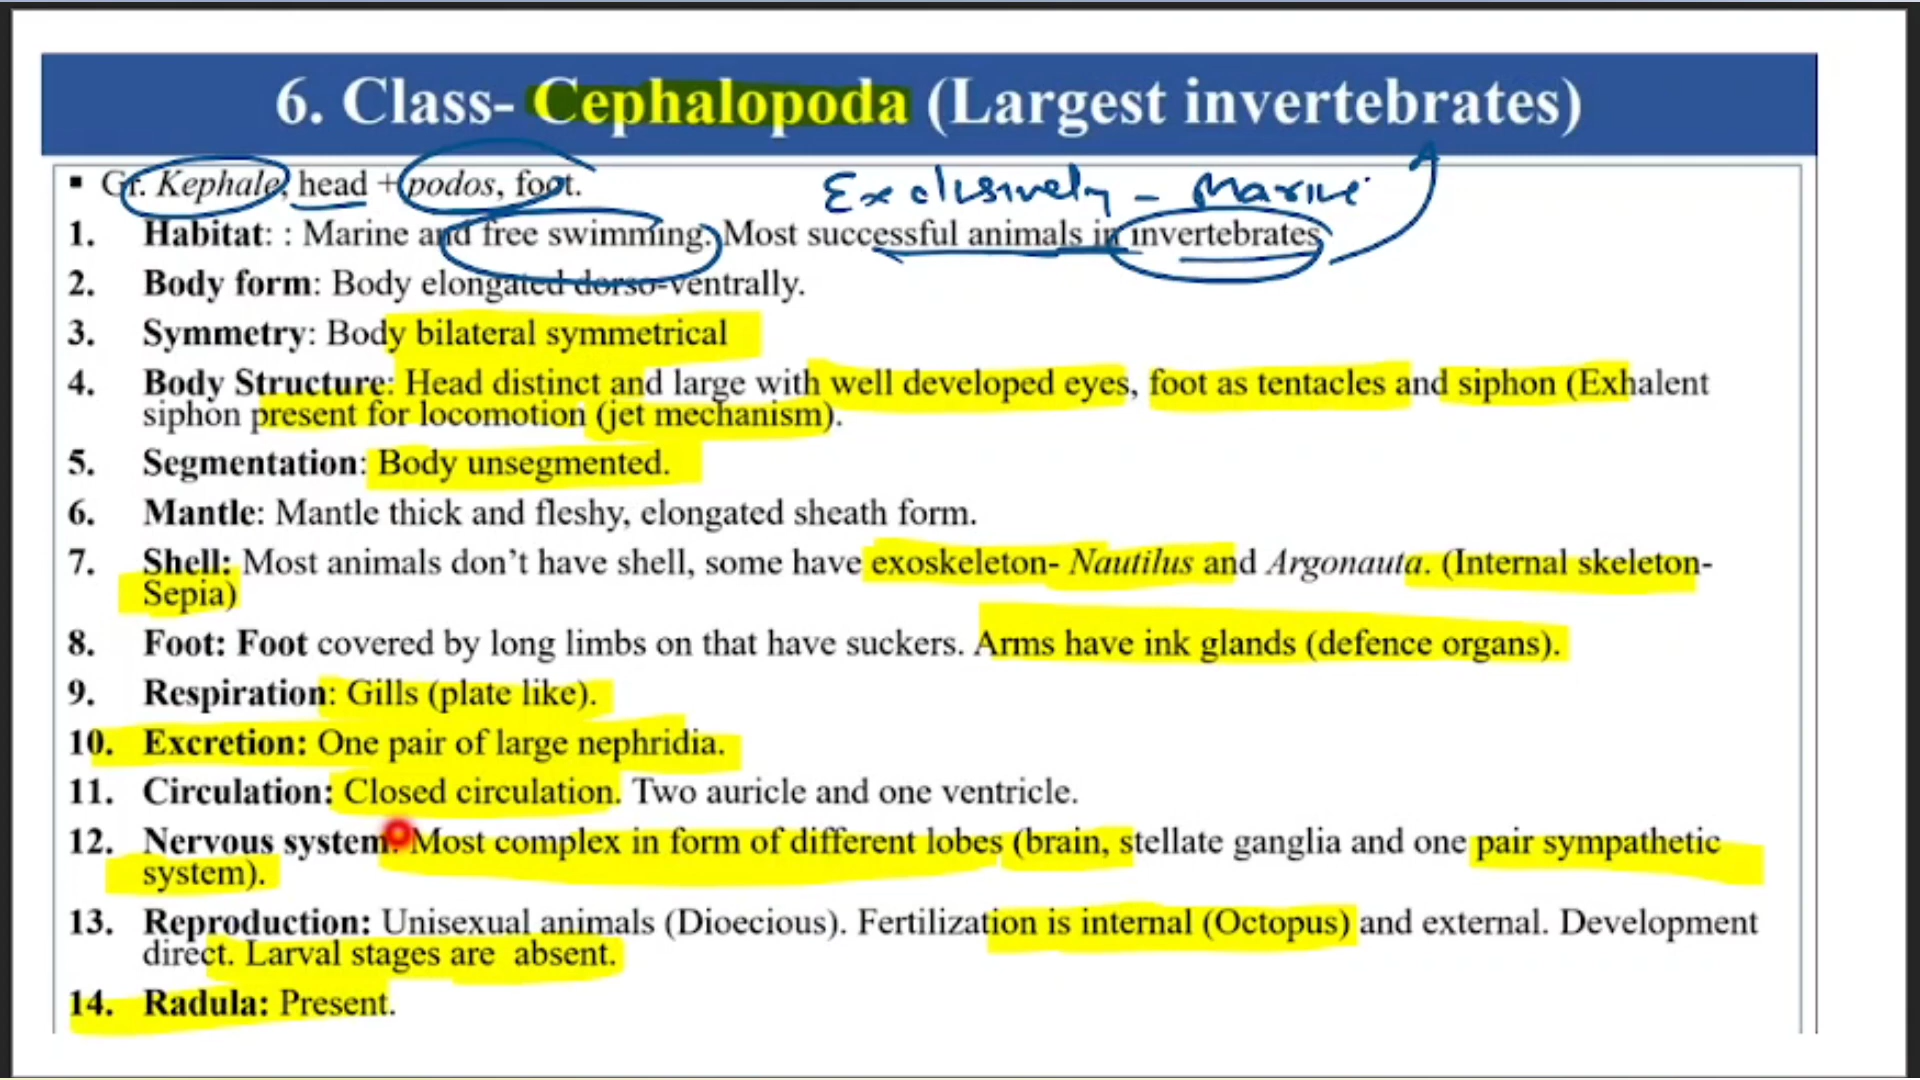 6. Class- Cephalopoda (Largest invertebrates)
▪ Gr. Kephale, head + podos, foot.
Exclusively - Marine
1. Habitat: : Marine and free swimming. Most successful animals in invertebrates
2. Body form: Body elongated dorso-ventrally.
3. Symmetry: Body bilateral symmetrical
4. Body Structure: Head distinct and large with well developed eyes, foot as tentacles and siphon (Exhalent
siphon present for locomotion (jet mechanism).
5. Segmentation: Body unsegmented.
6. Mantle: Mantle thick and fleshy, elongated sheath form.
7. Shell: Most animals don't have shell, some have exoskeleton- Nautilus and Argonauta. (Internal skeleton-
Sepia)
8. Foot: Foot covered by long limbs on that have suckers. Arms have ink glands (defence organs).
9. Respiration: Gills (plate like).
10. Excretion: One pair of large nephridia.
11. Circulation: Closed circulation. Two auricle and one ventricle.
12. Nervous system: Most complex in form of different lobes (brain, stellate ganglia and one pair sympathetic
system).
13. Reproduction: Unisexual animals (Dioecious). Fertilization is internal (Octopus) and external. Development
direct. Larval stages are absent.
14. Radula: Present.